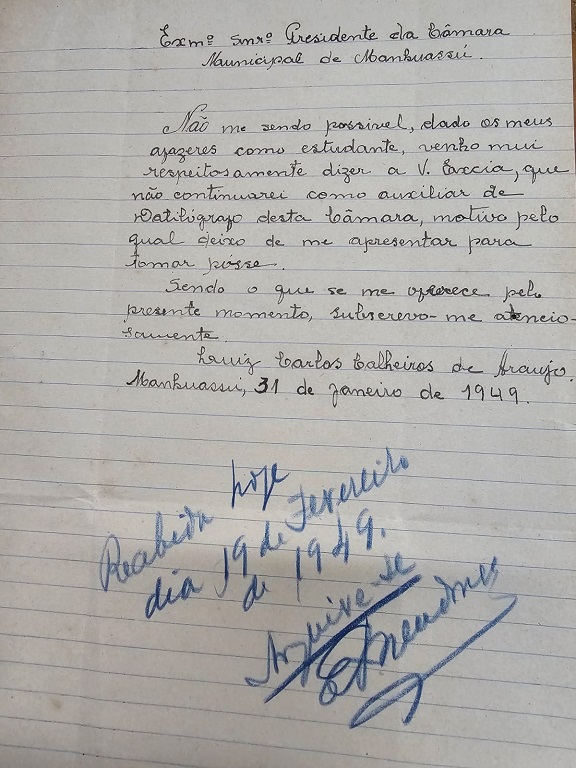 Exmº Snrº Presidente da Câmara
Municipal de Manhuassú.
Não me sendo possivel, dado os meus
afazeres como estudante, venho mui
respeitosamente dizer a V. Exccia, que
não continuarei como auxiliar de
Datilógrafo desta Câmara, motivo pelo
qual deixo de me apresentar para
tomar posse.
Sendo o que se me oferece pelo
presente momento, subscrevo-me atencio-
samente.
Luiz Carlos Calheiros de Araujo.
Manhuassú, 31 de Janeiro de 1949.
Recebida hoje
dia 19 de Fevereiro
de 1949.
Arquive-se